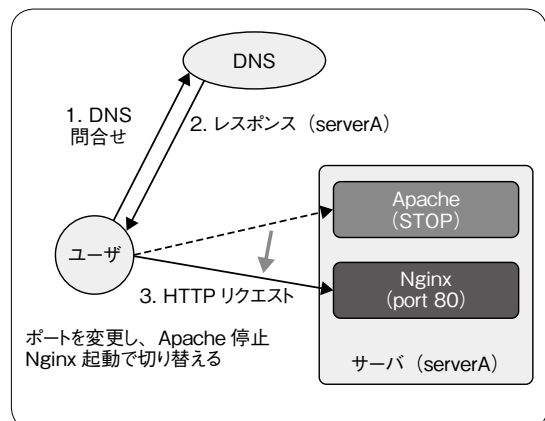 DNS
1. DNS
問合せ
2. レスポンス（serverA）
Apache
（STOP）
ユーザ
Nginx
（port 80）
3. HTTP リクエスト
ポートを変更し、Apache 停止
Nginx 起動で切り替える
サーバ（serverA）